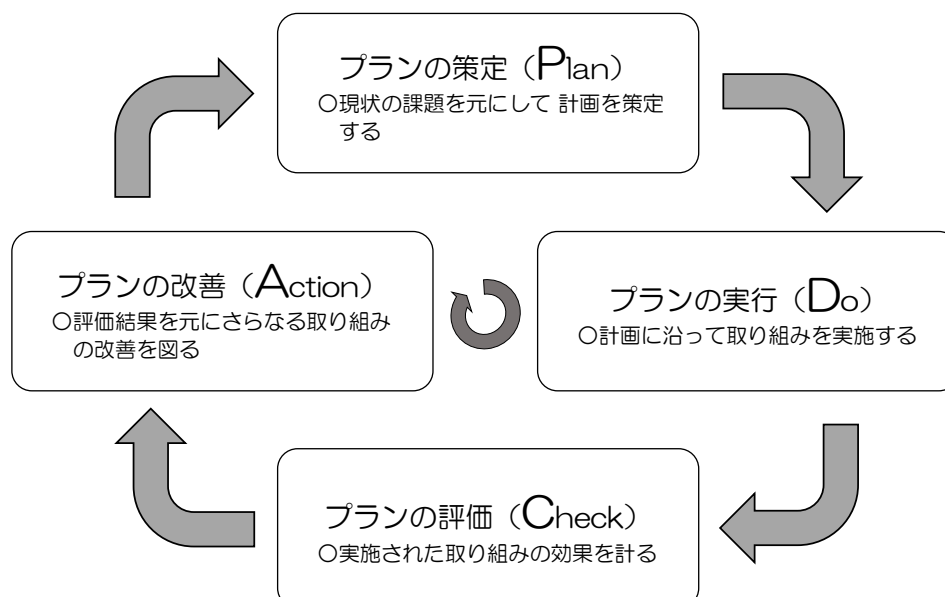 プランの策定（Plan）
○現状の課題を元にして 計画を策定
する
プランの改善（Action）
○評価結果を元にさらなる取り組み
の改善を図る
プランの実行（Do）
○計画に沿って取り組みを実施する
プランの評価（Check）
○実施された取り組みの効果を計る